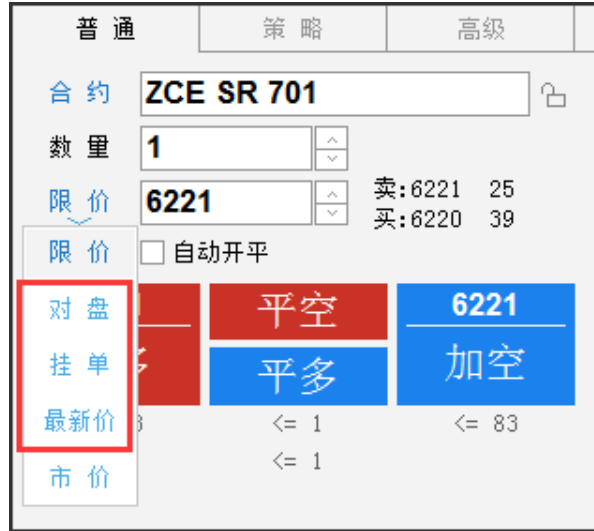 普通 策略 高级
合约 ZCE SR 701
数量 1
限价 6221 卖:6221 25
买:6220 39
限价 自动开平
对盘 平空 6221
挂单 平多 加空
最新价 <= 1 <= 83
市价 <= 1